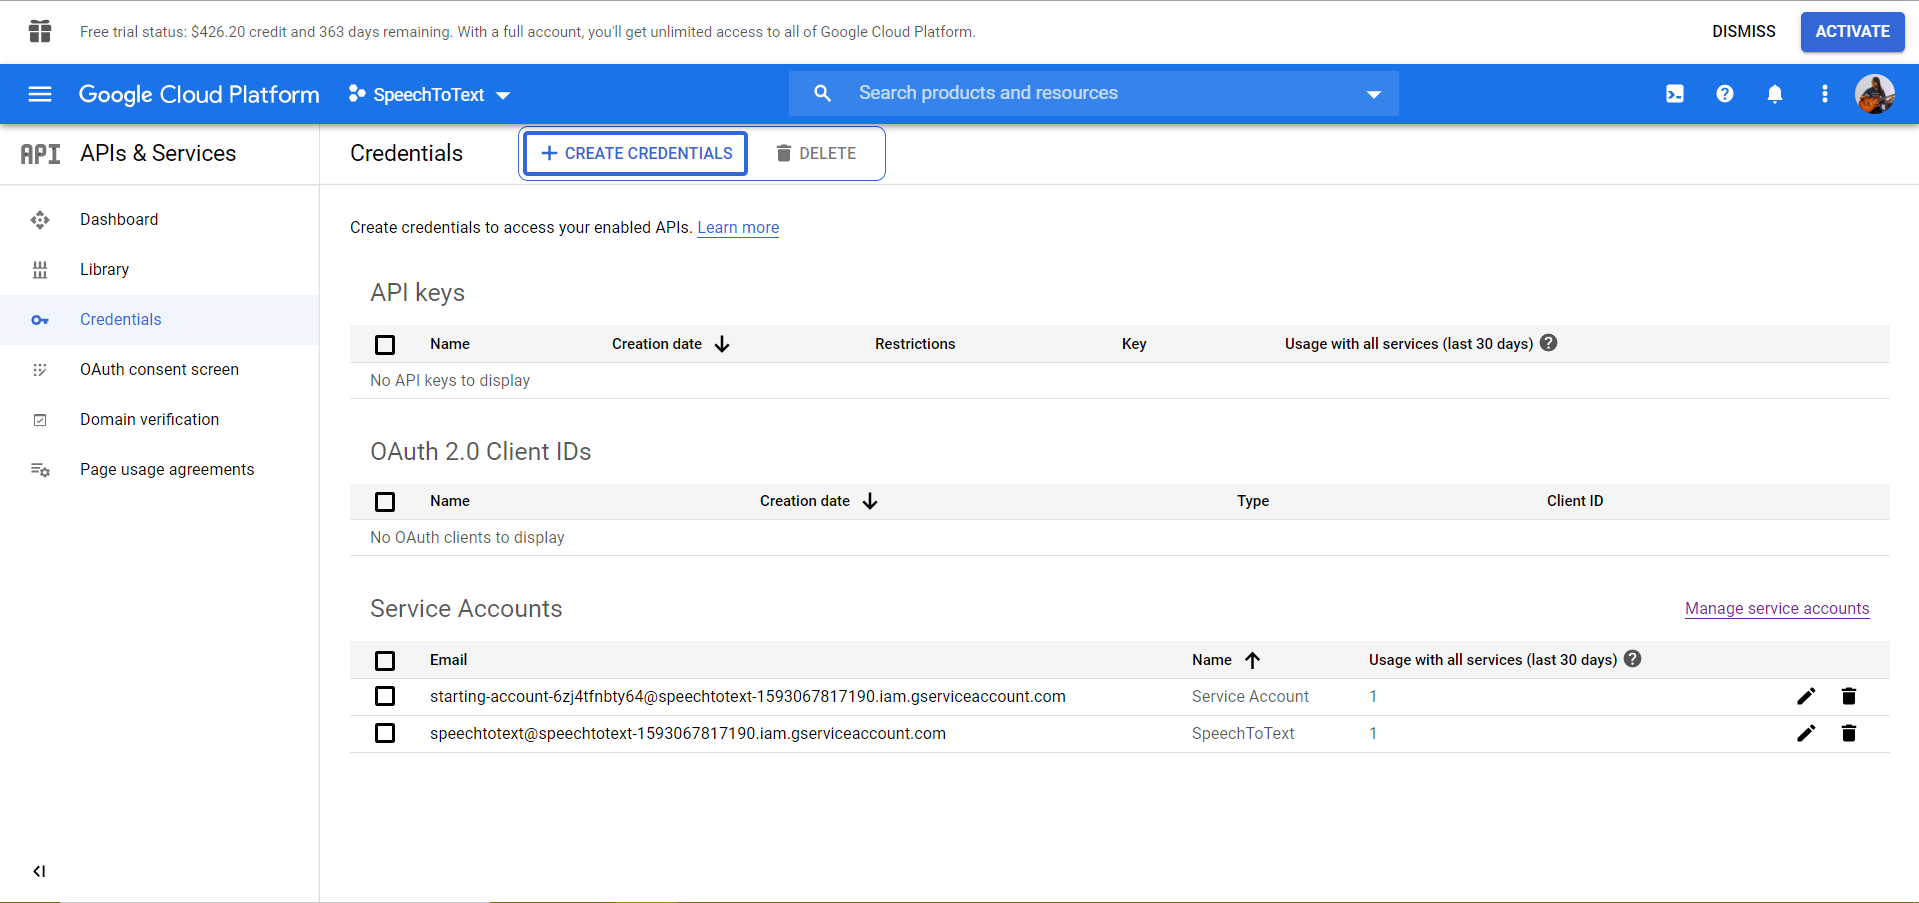 Free trial status: $426.20 credit and 363 days remaining. With a full account, you'll get unlimited access to all of Google Cloud Platform.
DISMISS
ACTIVATE
Google Cloud Platform
SpeechToText
Search products and resources
API
APIs & Services
Credentials
CREATE CREDENTIALS
DELETE
Dashboard
Library
Credentials
OAuth consent screen
Domain verification
Page usage agreements
Create credentials to access your enabled APIs. Learn more
API keys
Name Creation date Restrictions Key Usage with all services (last 30 days)
No API keys to display
OAuth 2.0 Client IDs
Name Creation date Type Client ID
No OAuth clients to display
Service Accounts
Manage service accounts
Email Name Usage with all services (last 30 days)
starting-account-6zj4tfnbty64@speechtotext-1593067817190.iam.gserviceaccount.com Service Account 1
speechtotext@speechtotext-1593067817190.iam.gserviceaccount.com SpeechToText 1